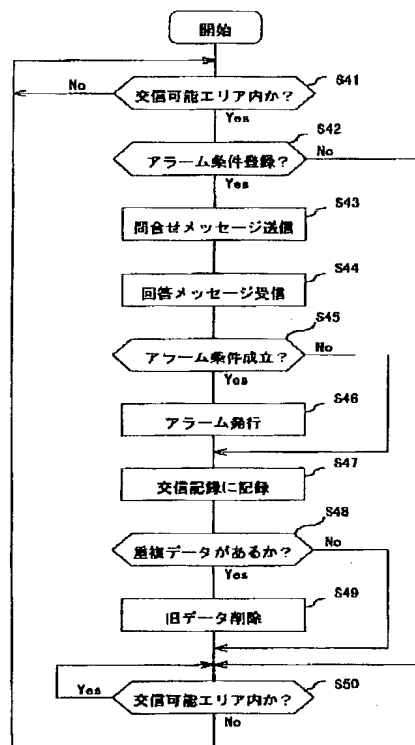 開始
交信可能エリア内か?
S41
No
Yes
アラーム条件登録?
S42
No
Yes
問合せメッセージ送信
S43
回答メッセージ受信
S44
アラーム条件成立?
S45
No
Yes
アラーム発行
S46
交信記録に記録
S47
重複データがあるか?
S48
No
Yes
旧データ削除
S49
交信可能エリア内か?
S50
Yes
No